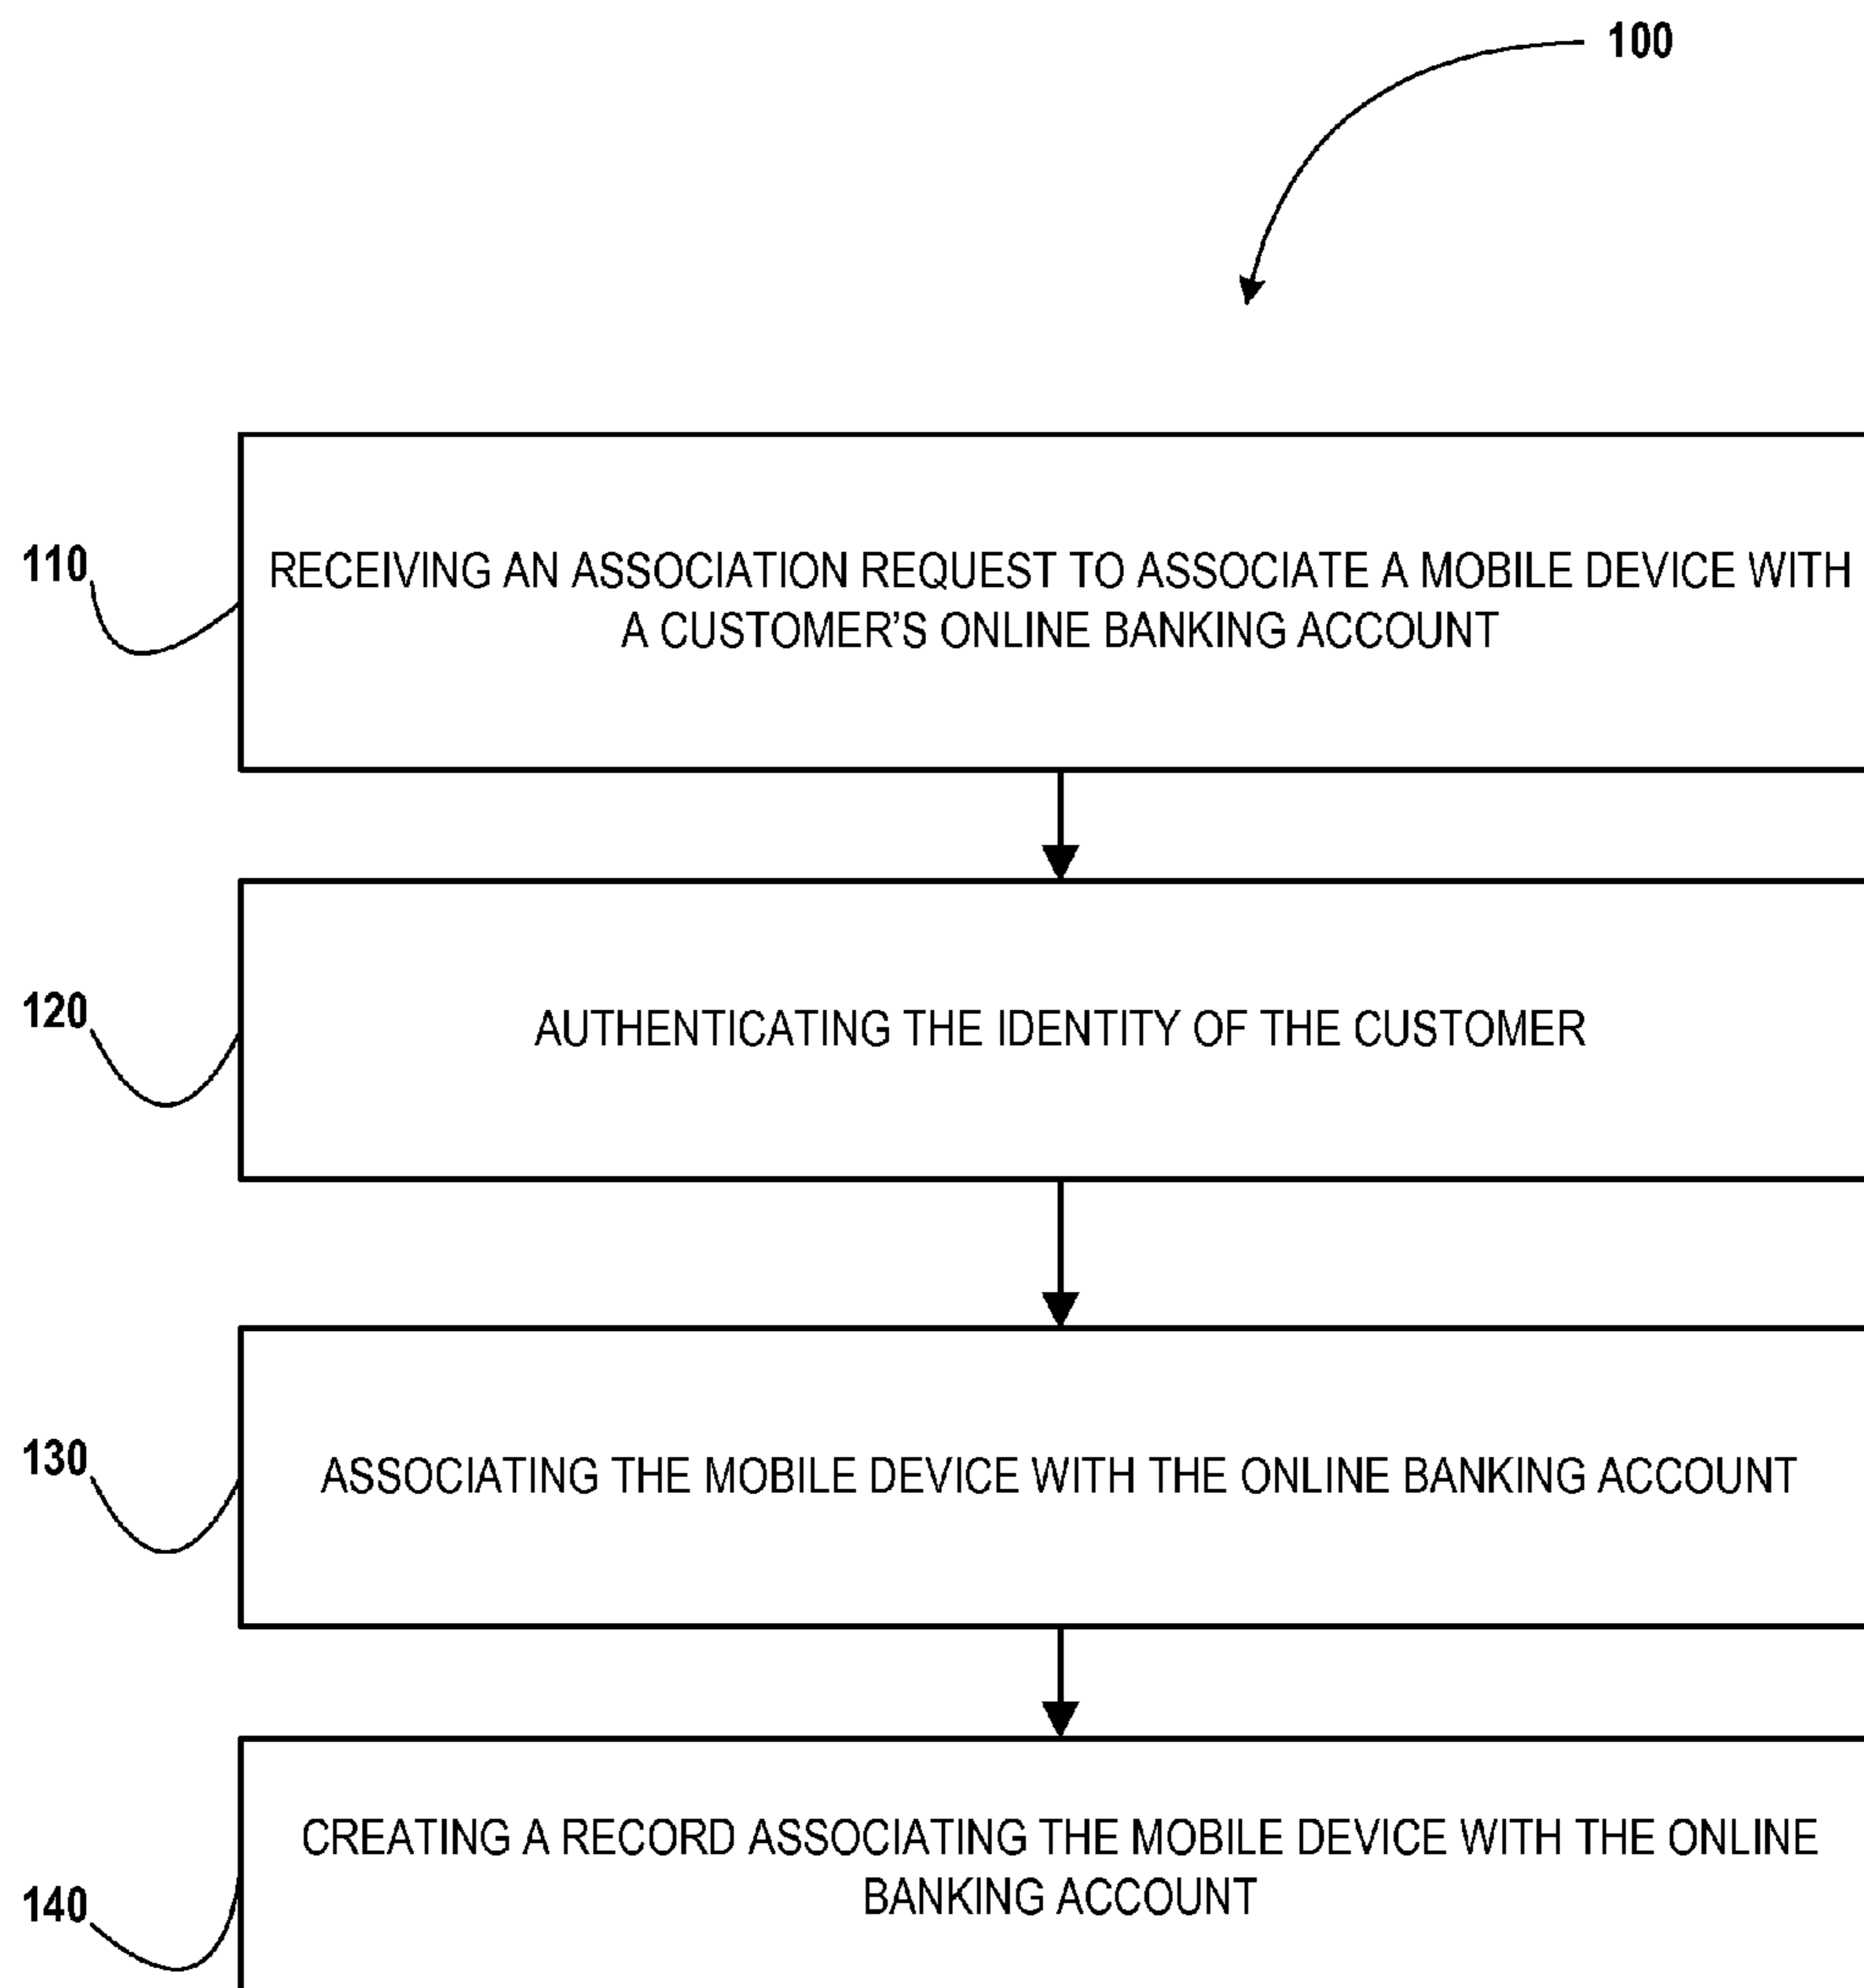 100
110
RECEIVING AN ASSOCIATION REQUEST TO ASSOCIATE A MOBILE DEVICE WITH
A CUSTOMER'S ONLINE BANKING ACCOUNT
120
AUTHENTICATING THE IDENTITY OF THE CUSTOMER
130
ASSOCIATING THE MOBILE DEVICE WITH THE ONLINE BANKING ACCOUNT
140
CREATING A RECORD ASSOCIATING THE MOBILE DEVICE WITH THE ONLINE
BANKING ACCOUNT